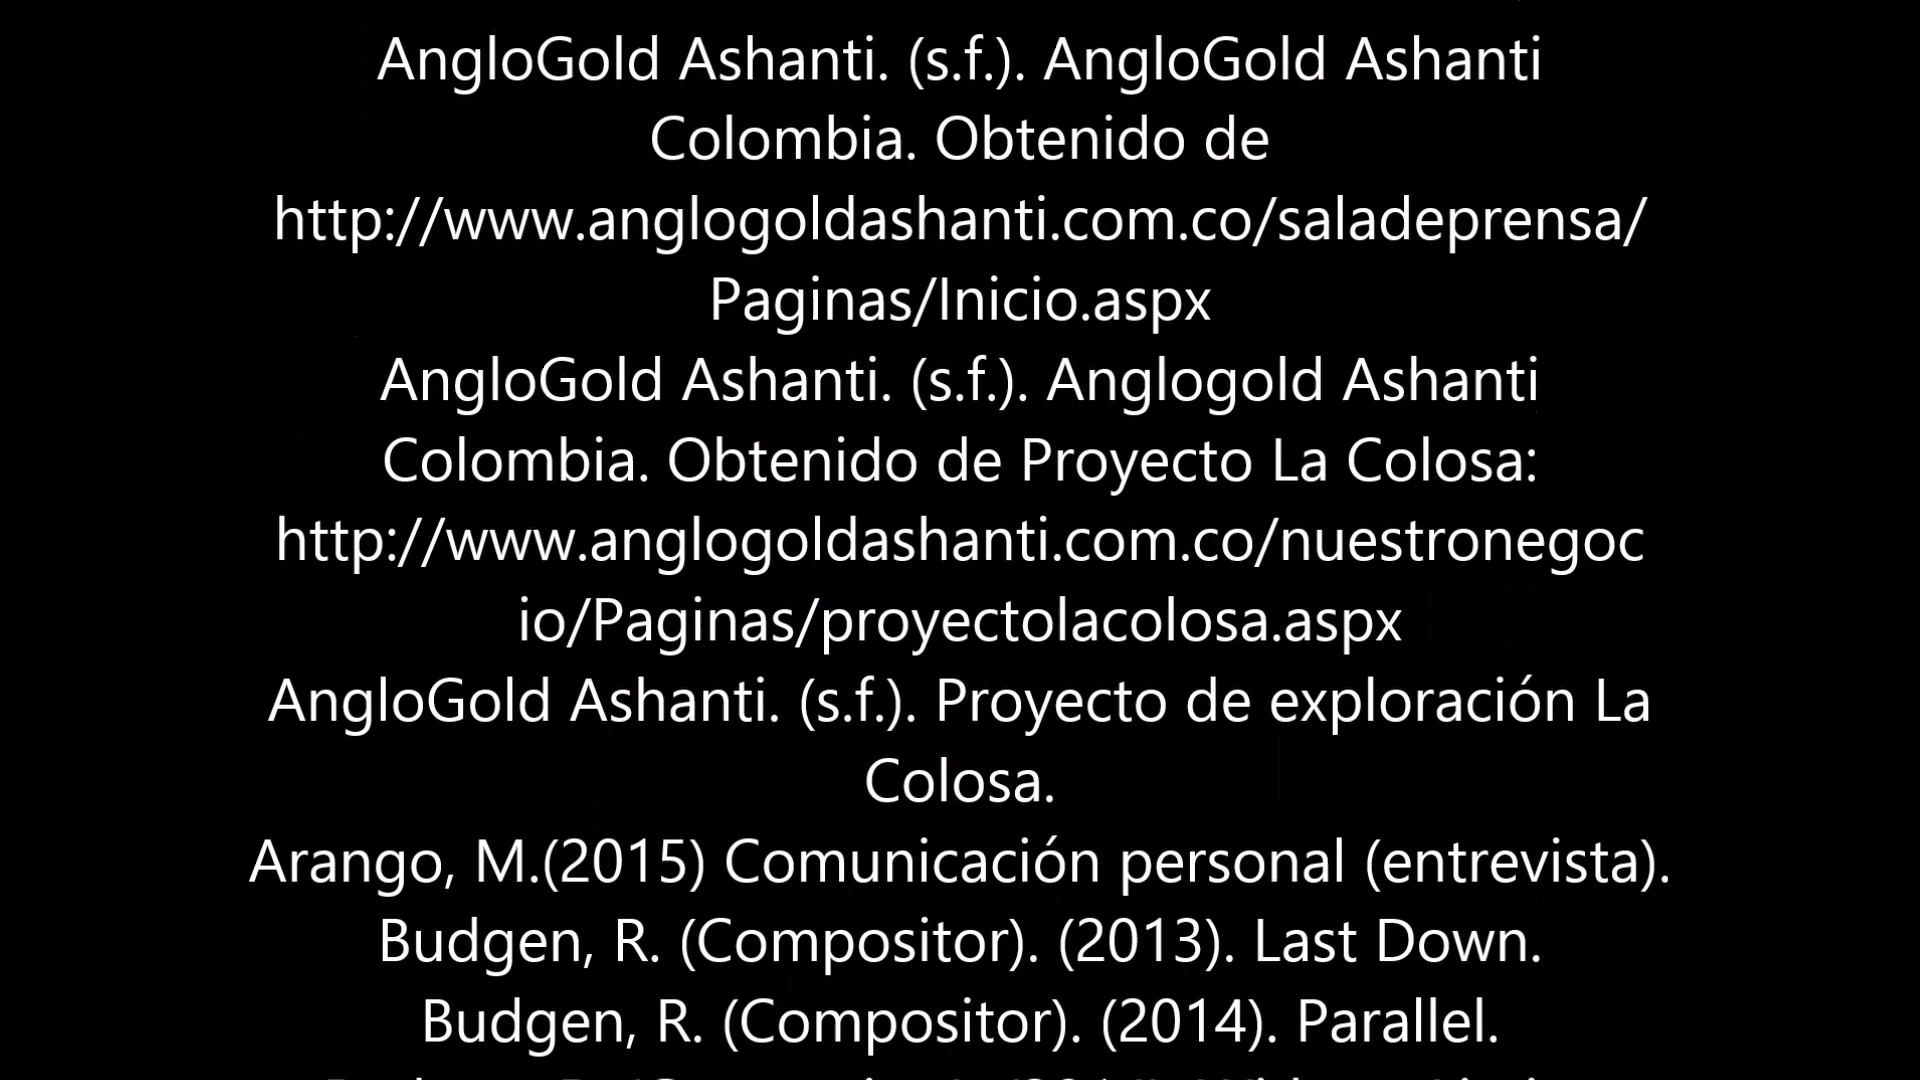 AngloGold Ashanti. (s.f.). AngloGold Ashanti
Colombia. Obtenido de
http://www.anglogoldashanti.com.co/saladeprensa/
Paginas/Inicio.aspx
AngloGold Ashanti. (s.f.). Anglogold Ashanti
Colombia. Obtenido de Proyecto La Colosa:
http://www.anglogoldashanti.com.co/nuestronegoc
io/Paginas/proyectolacolosa.aspx
AngloGold Ashanti. (s.f.). Proyecto de exploración La
Colosa.
Arango, M.(2015) Comunicación personal (entrevista).
Budgen, R. (Compositor). (2013). Last Down.
Budgen, R. (Compositor). (2014). Parallel.